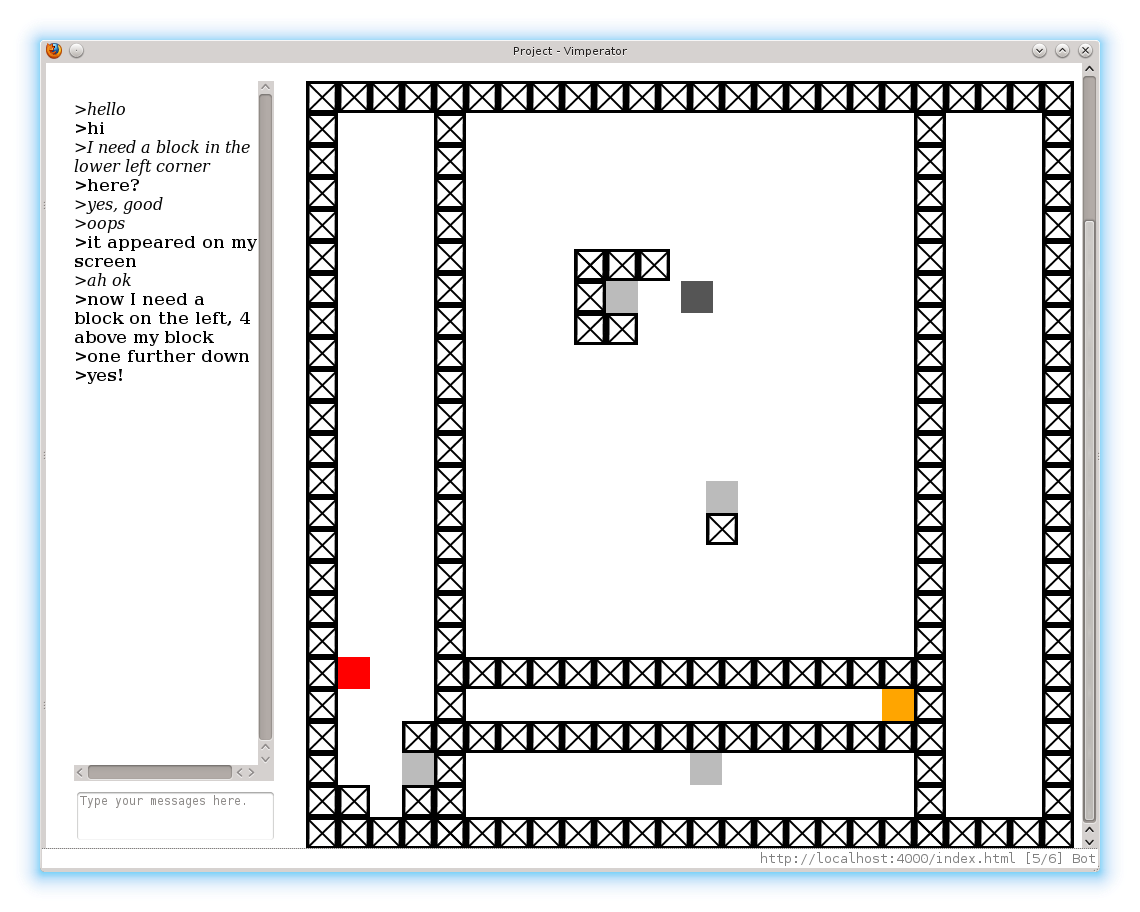 Project - Vimperator
>hello
>hi
>I need a block in the
lower left corner
>here?
>yes, good
>oops
>it appeared on my
screen
>ah ok
>now I need a
block on the left, 4
above my block
>one further down
>yes!
Type your messages here.
http://localhost:4000/index.html [5/6] Bot